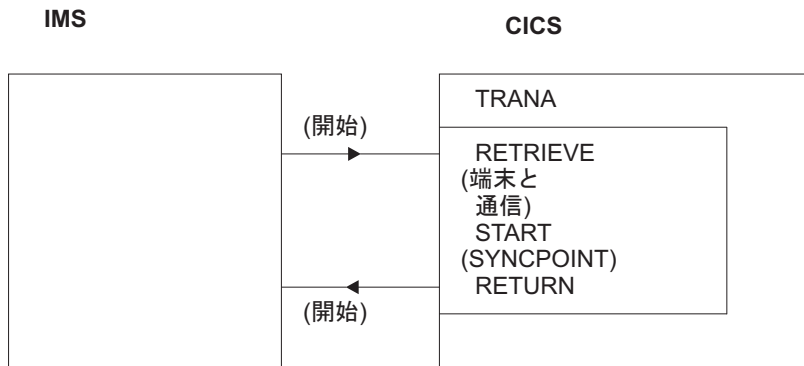 IMS
CICS
TRANA
(開始)
RETRIEVE
(端末と
通信)
START
(SYNCPOINT)
RETURN
(開始)